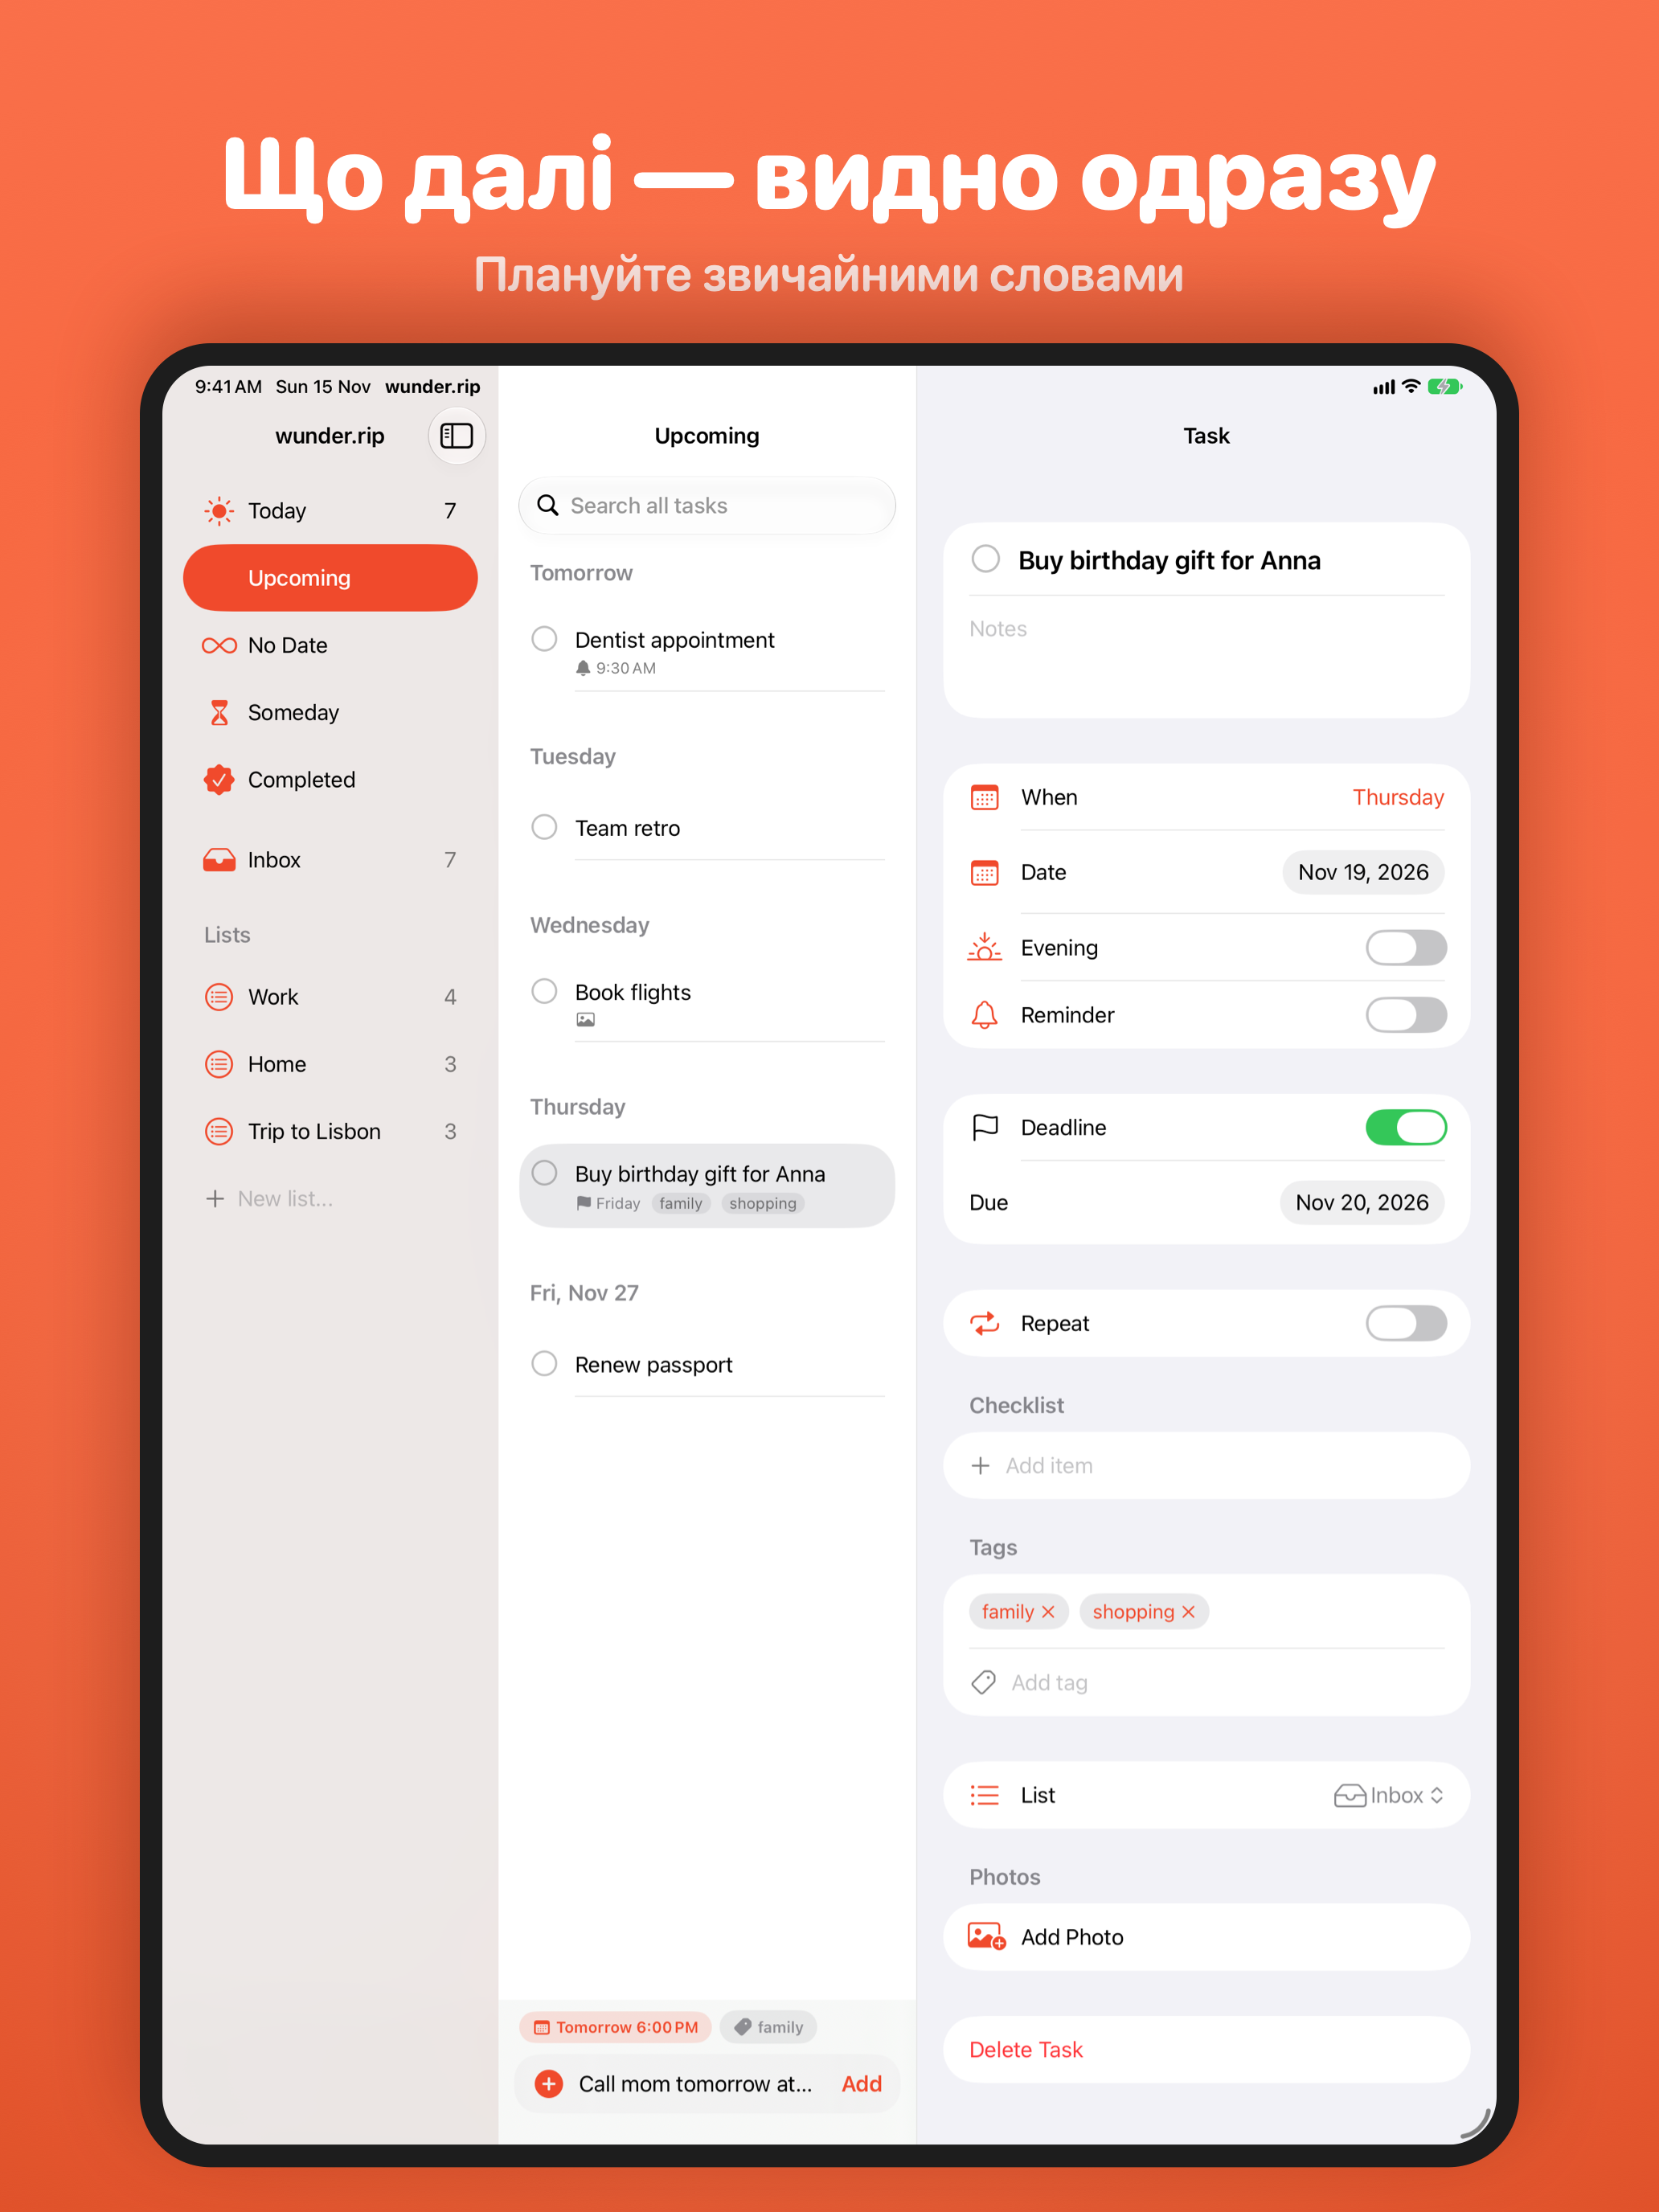 Що далі — видно одразу
Плануйте звичайними словами
9:41 AM Sun 15 Nov wunder.rip
wunder.rip
Today 7
Upcoming
No Date
Someday
Completed
Inbox 7
Lists
Work 4
Home 3
Trip to Lisbon 3
New list...
Upcoming
Search all tasks
Tomorrow
Dentist appointment
9:30 AM
Tuesday
Team retro
Wednesday
Book flights
Thursday
Buy birthday gift for Anna
Friday family shopping
Fri, Nov 27
Renew passport
Tomorrow 6:00 PM family
Call mom tomorrow at... Add
Task
Buy birthday gift for Anna
Notes
When Thursday
Date Nov 19, 2026
Evening
Reminder
Deadline
Due Nov 20, 2026
Repeat
Checklist
Add item
Tags
family shopping
Add tag
List Inbox
Photos
Add Photo
Delete Task